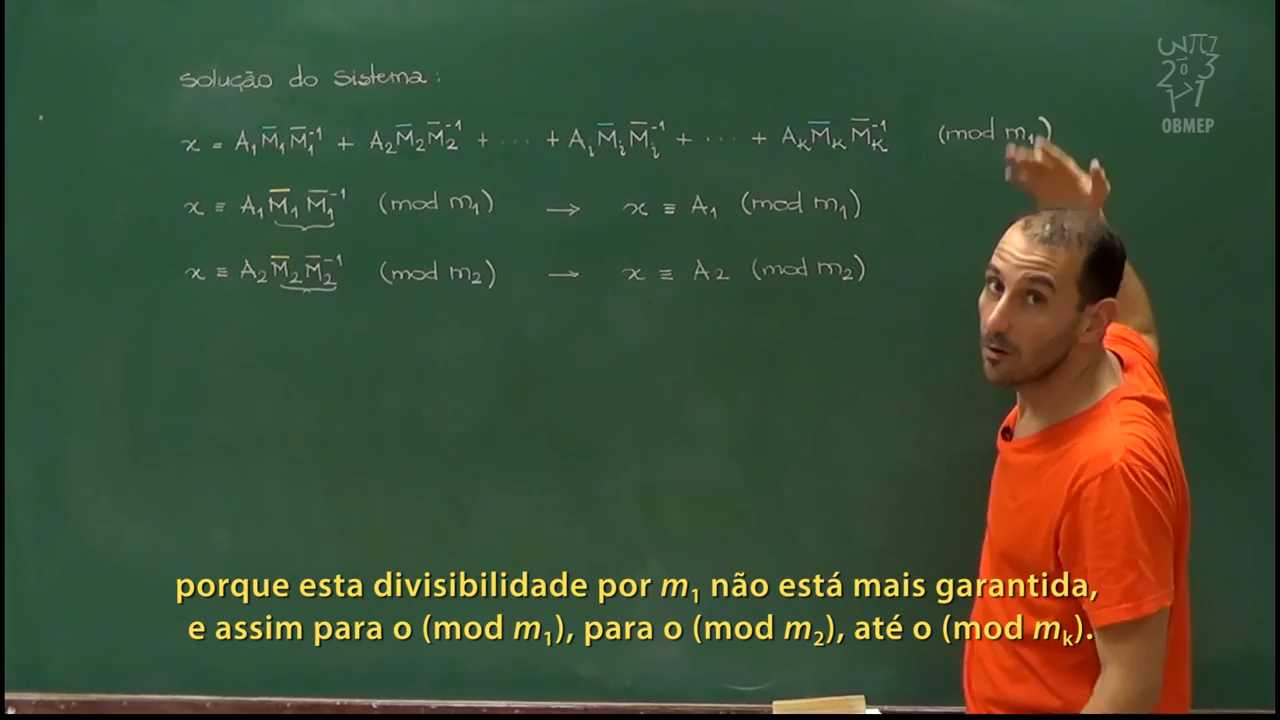 solução do sistema:
x = A₁M̅₁M̅₁⁻¹ + A₂M̅₂M̅₂⁻¹ + ... + AᵢM̅ᵢM̅ᵢ⁻¹ + ... + AₖM̅ₖM̅ₖ⁻¹ (mod m₁)
x ≡ A₁M̅₁M̅₁⁻¹ (mod m₁) → x ≡ A₁ (mod m₁)
x ≡ A₂M̅₂M̅₂⁻¹ (mod m₂) → x ≡ A₂ (mod m₂)
OBMEP
porque esta divisibilidade por m₁ não está mais garantida,
e assim para o (mod m₁), para o (mod m₂), até o (mod mₖ).